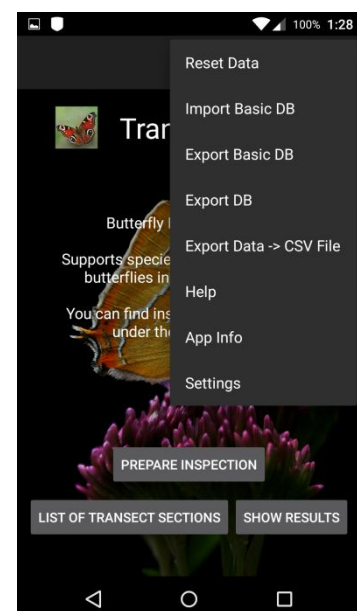 100% 1:28
Reset Data
Import Basic DB
Tran
Export Basic DB
Export DB
Butterfly
Export Data -> CSV File
Supports specie
butterflies in
Help
You can find ins
under the
App Info
Settings
PREPARE INSPECTION
LIST OF TRANSECT SECTIONS SHOW RESULTS